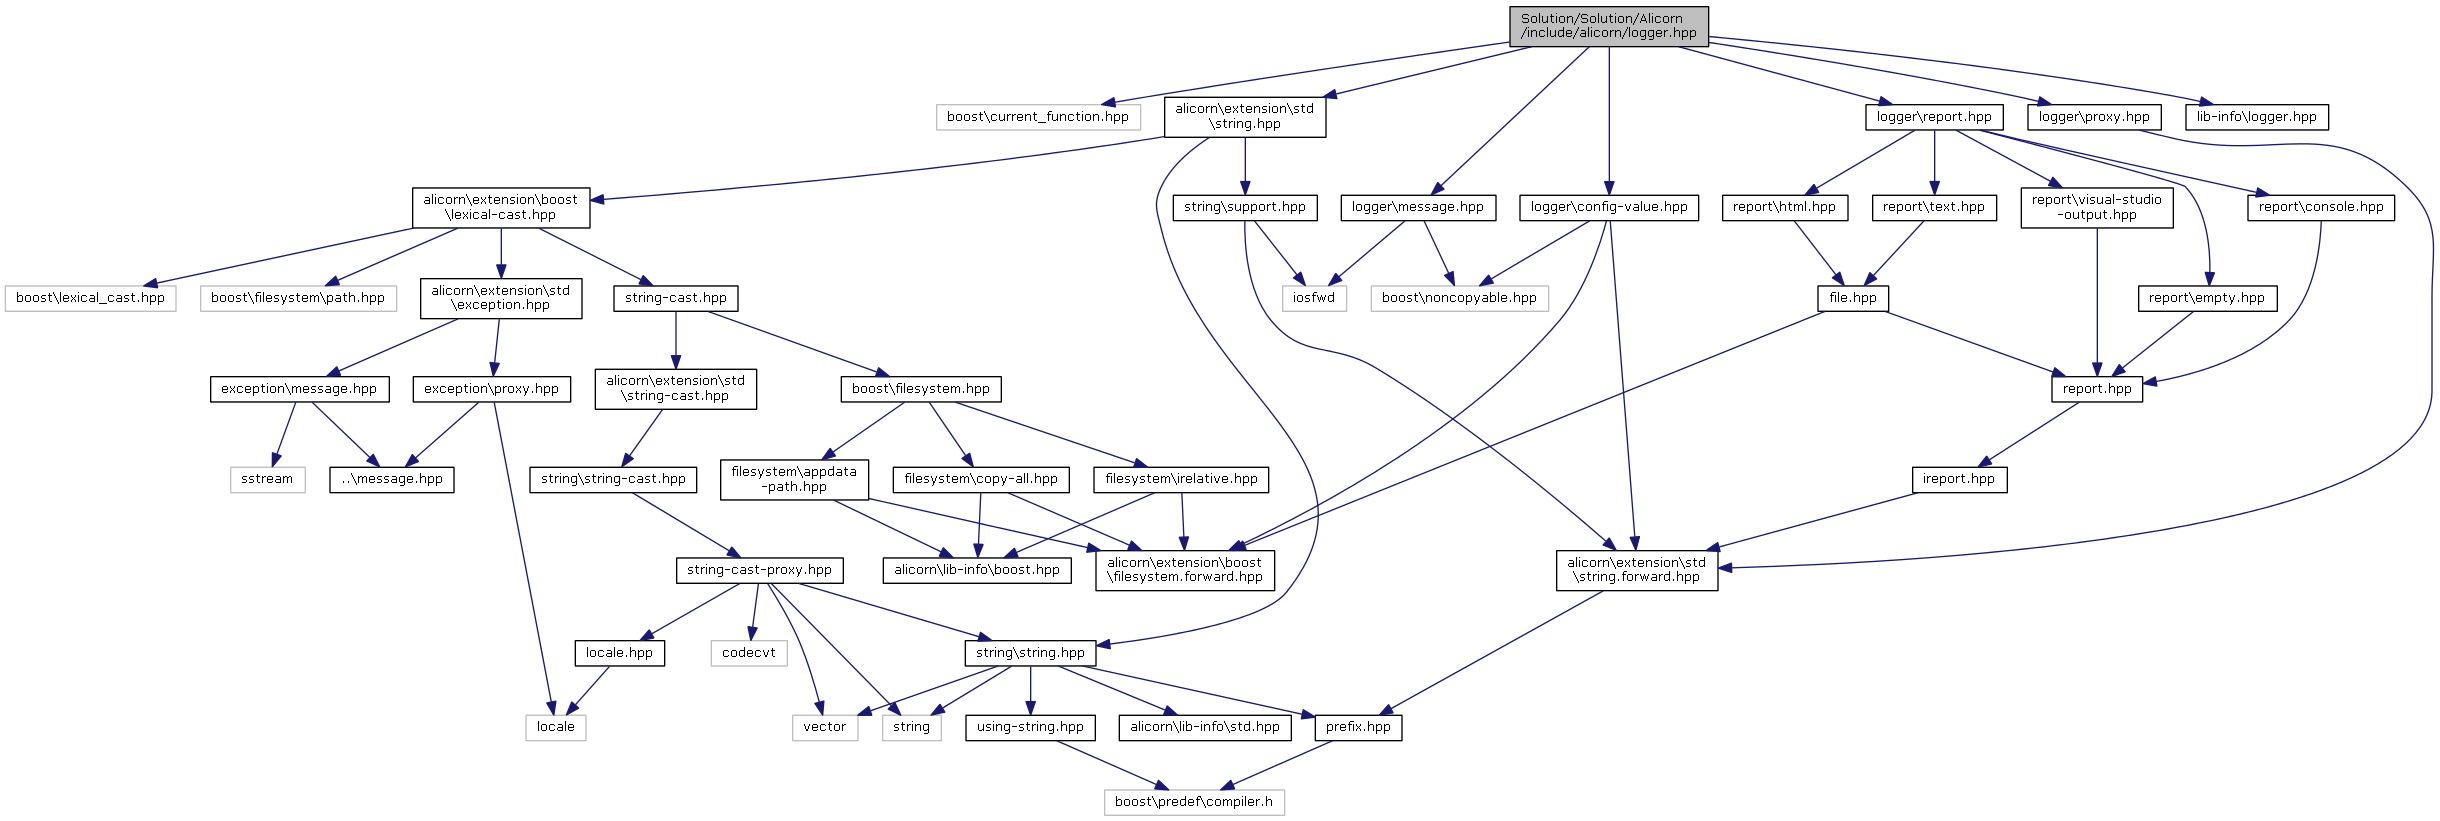 Solution/Solution/Alicorn
/include/alicorn/logger.hpp
boost\current_function.hpp
alicorn\extension\std
\string.hpp
logger\report.hpp
logger\proxy.hpp
lib-info\logger.hpp
alicorn\extension\boost
\lexical-cast.hpp
string\support.hpp
logger\message.hpp
logger\config-value.hpp
report\html.hpp
report\text.hpp
report\visual-studio
-output.hpp
report\console.hpp
boost\lexical_cast.hpp
boost\filesystem\path.hpp
alicorn\extension\std
\exception.hpp
string-cast.hpp
iosfwd
boost\noncopyable.hpp
file.hpp
report\empty.hpp
exception\message.hpp
exception\proxy.hpp
alicorn\extension\std
\string-cast.hpp
boost\filesystem.hpp
report.hpp
sstream
..\message.hpp
string\string-cast.hpp
filesystem\appdata
-path.hpp
filesystem\copy-all.hpp
filesystem\irelative.hpp
ireport.hpp
string-cast-proxy.hpp
alicorn\lib-info\boost.hpp
alicorn\extension\boost
\filesystem.forward.hpp
alicorn\extension\std
\string.forward.hpp
locale.hpp
codecvt
string\string.hpp
locale
vector
string
using-string.hpp
alicorn\lib-info\std.hpp
prefix.hpp
boost\predef\compiler.h